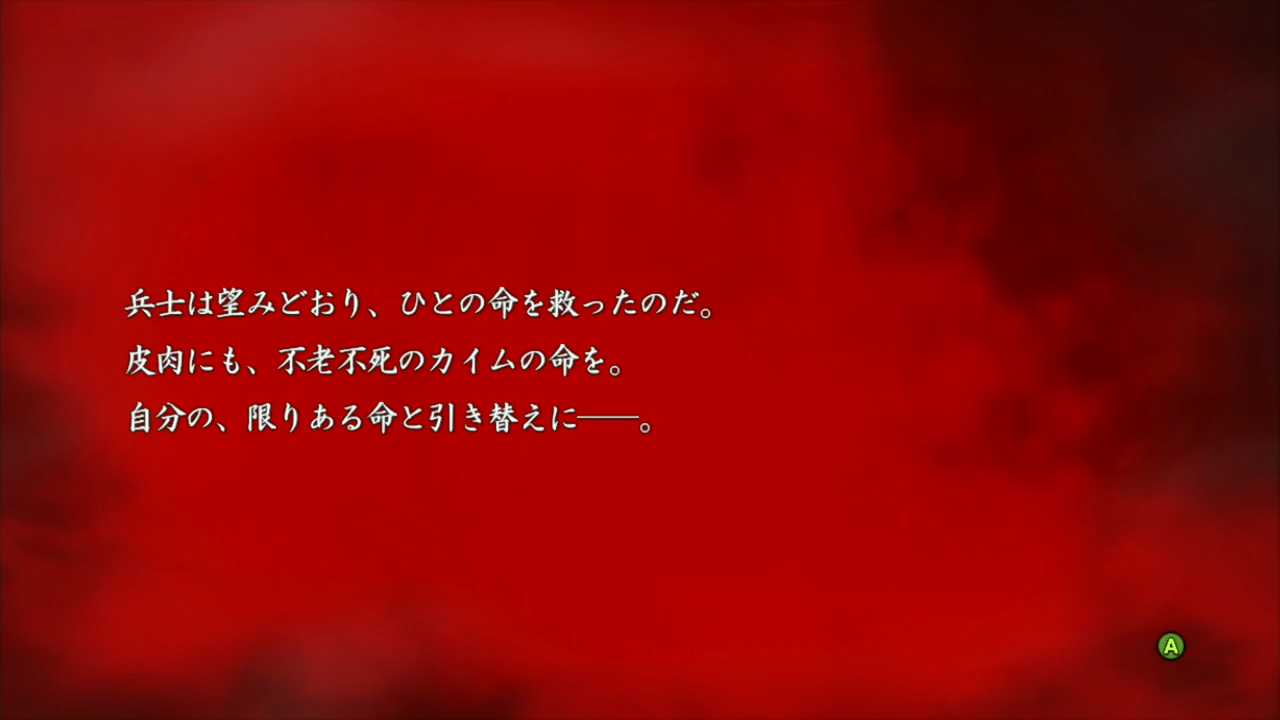 兵士は望みどおり、ひとの命を救ったのだ。
皮肉にも、不老不死のカイムの命を。
自分の、限りある命と引き替えに――。
A